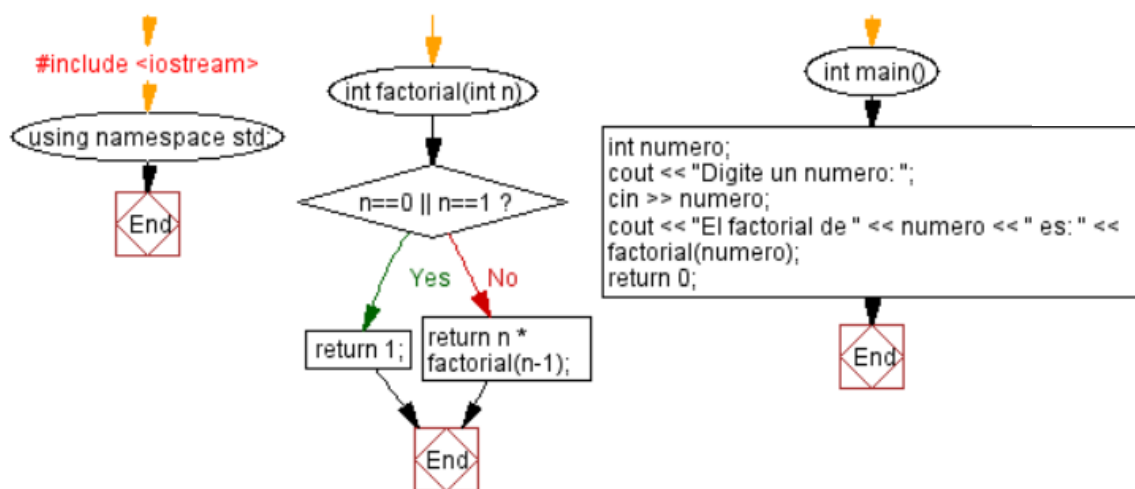 #include <iostream>
using namespace std;
End
int factorial(int n)
n==0 || n==1 ?
Yes
No
return 1;
return n *
factorial(n-1);
End
int main()
int numero;
cout << "Digite un numero: ";
cin >> numero;
cout << "El factorial de " << numero << " es: " <<
factorial(numero);
return 0;
End